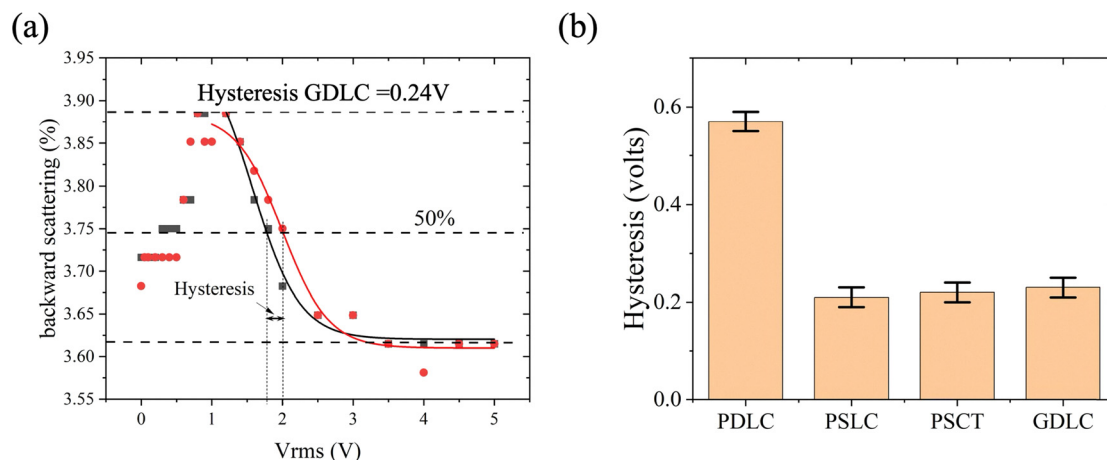 (a)
3.95
Hysteresis GDLC =0.24V
3.90
3.85
3.80
50%
3.75
3.70
Hysteresis
3.65
3.60
3.55
backward scattering (%)
0 1 2 3 4 5
Vrms (V)
(b)
0.6
0.4
0.2
0.0
Hysteresis (volts)
PDLC PSLC PSCT GDLC